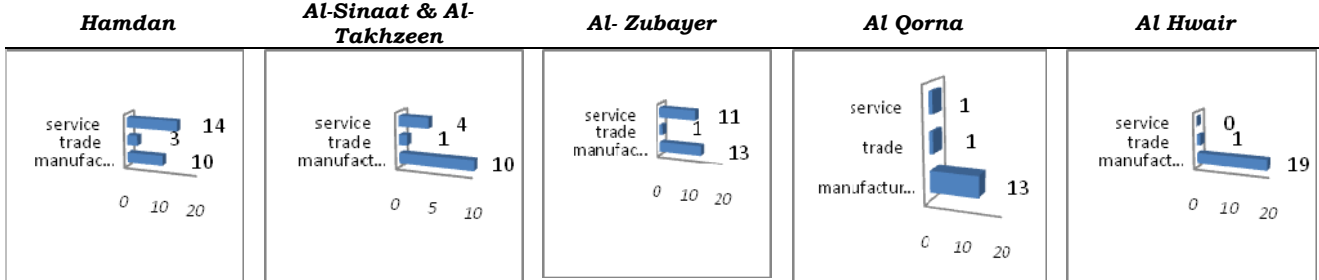 Hamdan
Al-Sinaat & Al-
Takhzeen
Al- Zubayer
Al Qorna
Al Hwair
service 14
trade 3
manufac... 10
0 10 20
service 4
trade 1
manufact... 10
0 5 10
service 11
trade 1
manufac... 13
0 10 20
service 1
trade 1
manufactur... 13
0 10 20
service 0
trade 1
manufact... 19
0 10 20